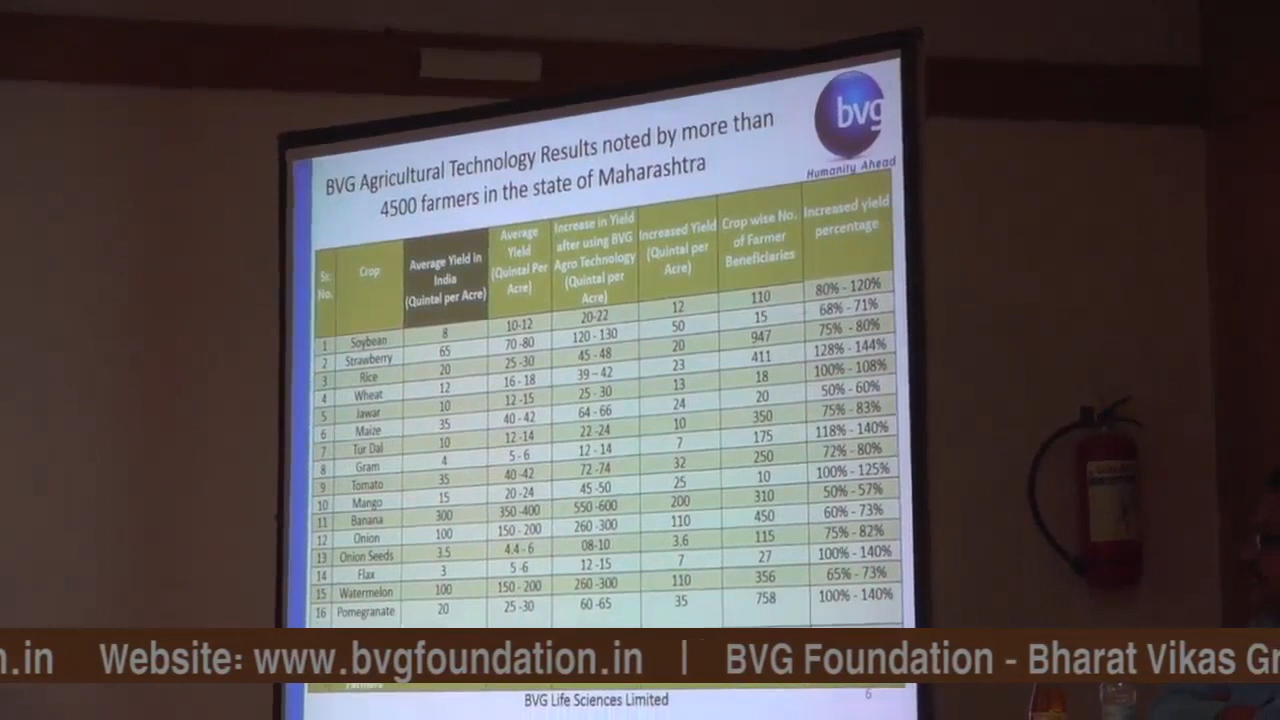 bvg
Humanity Ahead
BVG Agricultural Technology Results noted by more than
4500 farmers in the state of Maharashtra
Sr. No. Crop Average Yield in India (Quintal per Acre) Average Yield (Quintal Per Acre) Increase in Yield after using BVG Agro Technology (Quintal per Acre) Increased Yield (Quintal per Acre) Crop wise No. of Farmer Beneficiaries Increased yield percentage
1 Soybean 8 10-12 20-22 12 110 80% - 120%
2 Strawberry 65 70 -80 120 - 130 50 15 68% - 71%
3 Rice 20 25-30 45 - 48 20 947 75% - 80%
4 Wheat 12 16 - 18 39 – 42 23 411 128% - 144%
5 Jawar 10 12 -15 25 - 30 13 18 100% - 108%
6 Maize 35 40 -42 64 - 66 24 20 50% - 60%
7 Tur Dal 10 12 -14 22 -24 10 350 75% - 83%
8 Gram 4 5 - 6 12 - 14 7 175 118% - 140%
9 Tomato 35 40 -42 72 -74 32 250 72% - 80%
10 Mango 15 20 -24 45 -50 25 10 100% - 125%
11 Banana 300 350 -400 550 -600 200 310 50% - 57%
12 Onion 100 150 - 200 260 -300 110 450 60% - 73%
13 Onion Seeds 3.5 4.4 - 6 08-10 3.6 115 75% - 82%
14 Flax 3 5 -6 12 -15 7 27 100% - 140%
15 Watermelon 100 150 - 200 260 -300 110 356 65% - 73%
16 Pomegranate 20 25 -30 60 -65 35 758 100% - 140%
n.in Website: www.bvgfoundation.in | BVG Foundation - Bharat Vikas Gr
BVG Life Sciences Limited 6